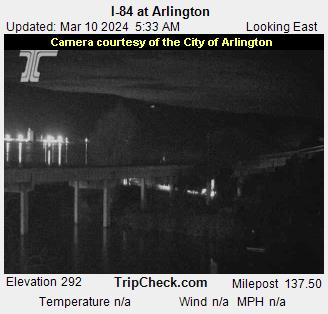 I-84 at Arlington
Updated: Mar 10 2024 5:33 AM Looking East
Camera courtesy of the City of Arlington
Elevation 292 TripCheck.com Milepost 137.50
Temperature n/a Wind n/a MPH n/a